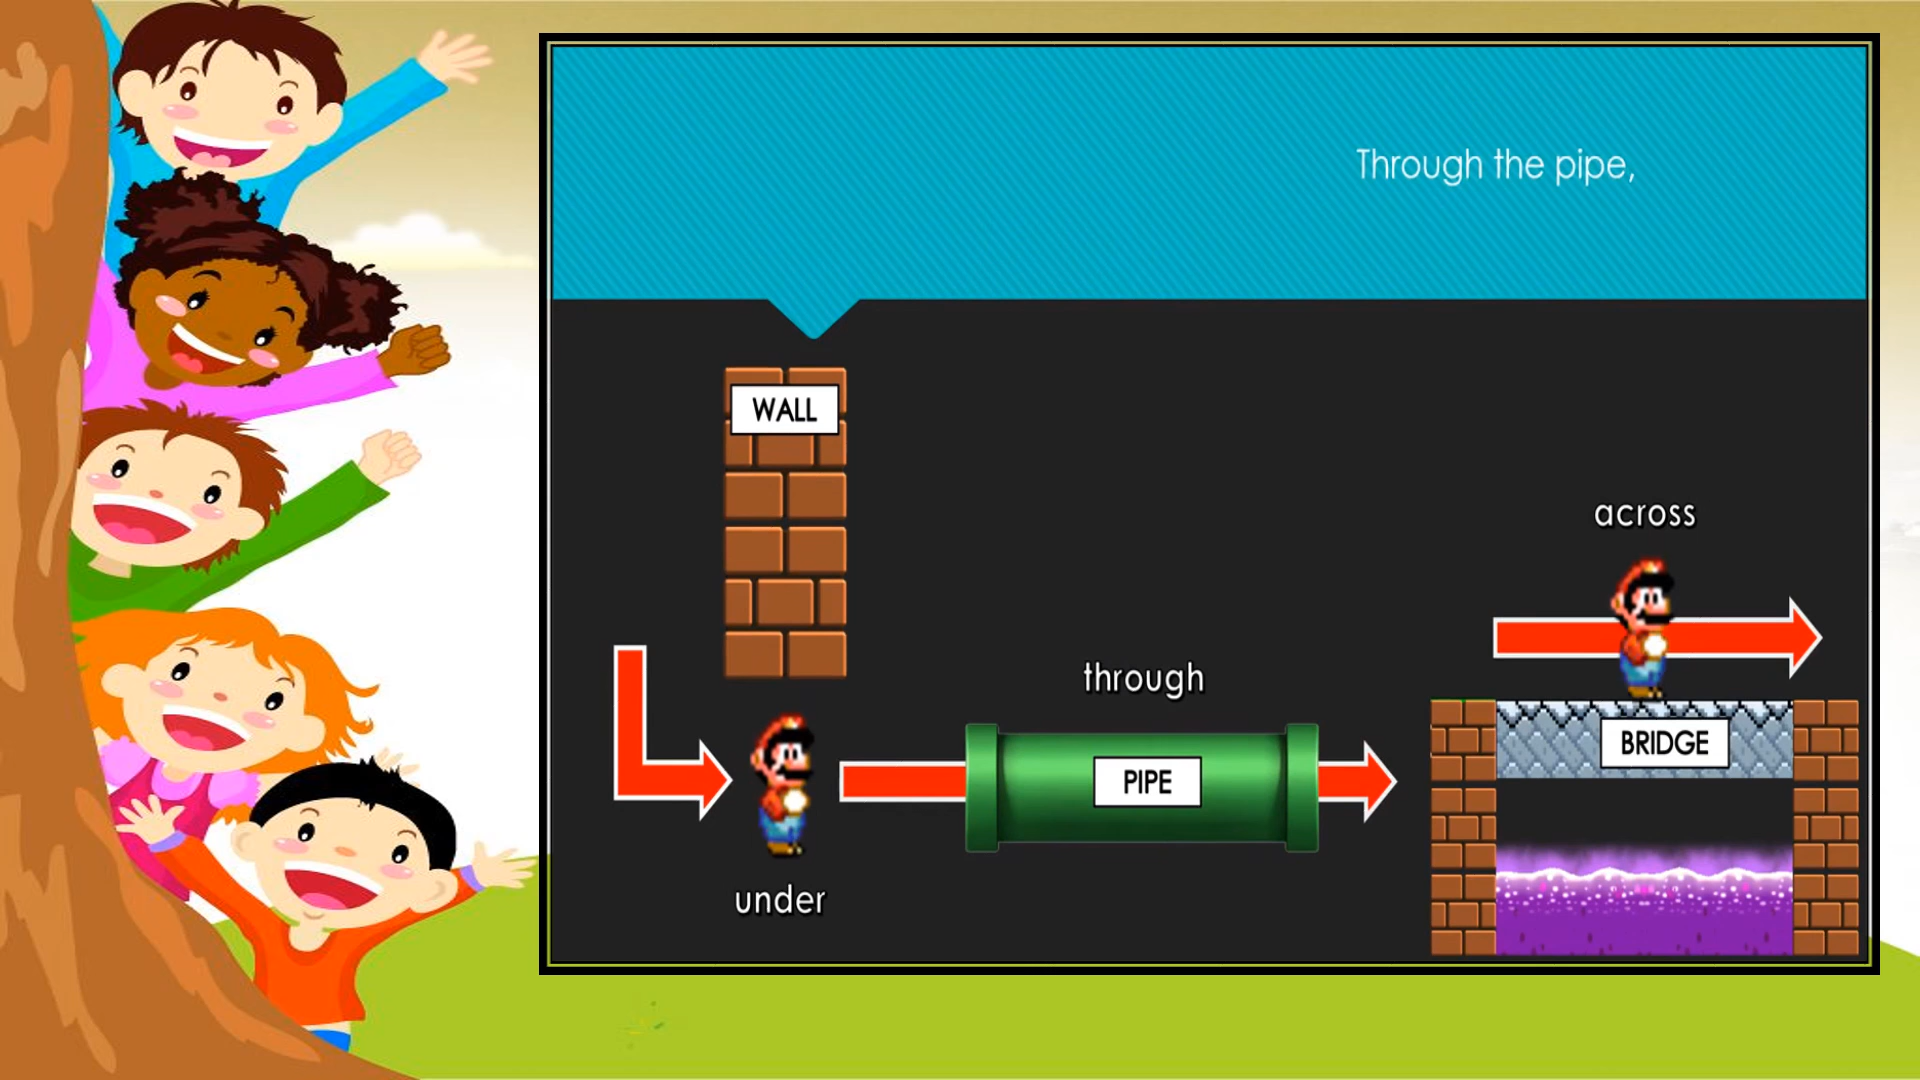 Through the pipe,
WALL
across
through
BRIDGE
PIPE
under